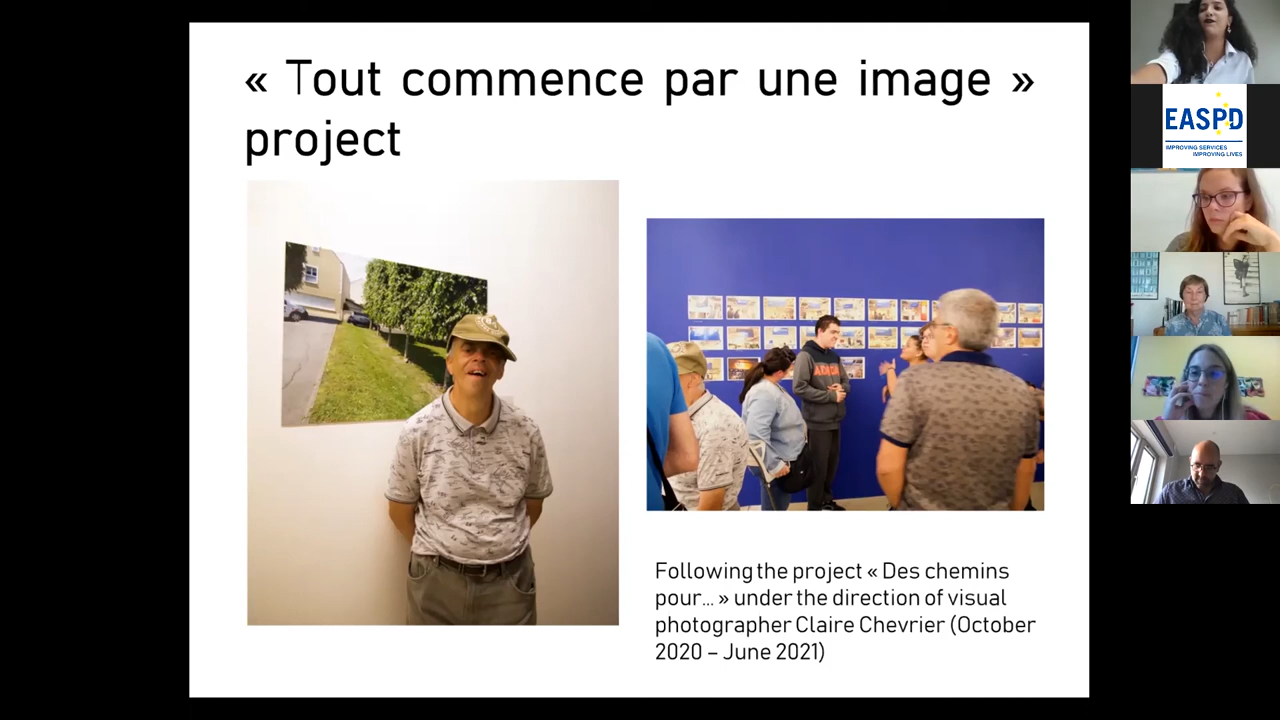 « Tout commence par une image »
project
Following the project « Des chemins
pour... » under the direction of visual
photographer Claire Chevrier (October
2020 – June 2021)
EASPD
IMPROVING SERVICES
IMPROVING LIVES